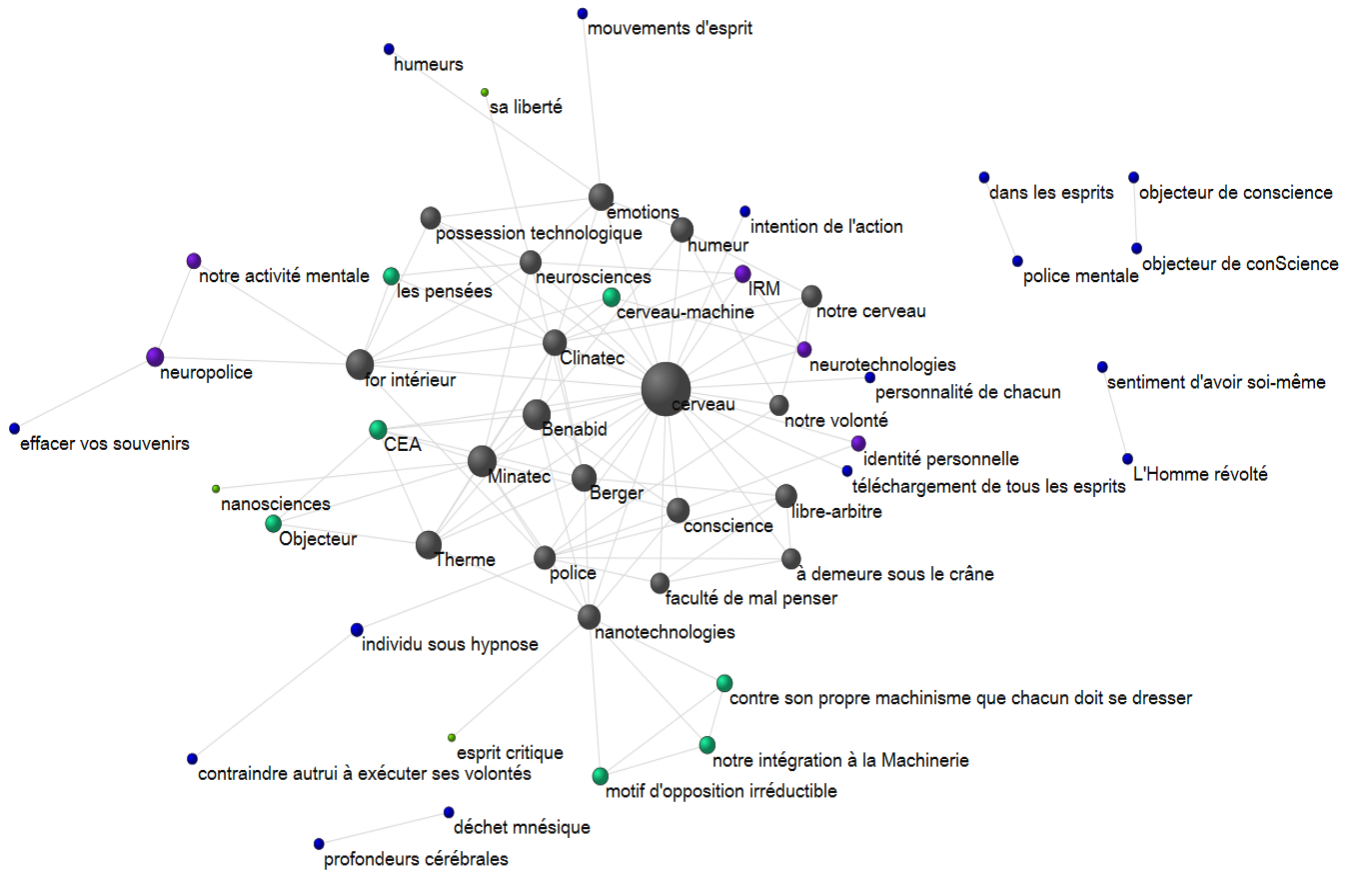 mouvements d'esprit
humeurs
sa liberté
dans les esprits
objecteur de conscience
émotions
intention de l'action
possession technologique
humeur
objecteur de conScience
police mentale
notre activité mentale
neurosciences
les pensées
IRM
cerveau-machine
notre cerveau
Clinatec
neurotechnologies
neuropolice
for intérieur
sentiment d'avoir soi-même
personnalité de chacun
cerveau
notre volonté
Benabid
effacer vos souvenirs
CEA
identité personnelle
Minatec
L'Homme révolté
téléchargement de tous les esprits
Berger
nanosciences
libre-arbitre
conscience
Objecteur
Therme
police
à demeure sous le crâne
faculté de mal penser
nanotechnologies
individu sous hypnose
contre son propre machinisme que chacun doit se dresser
esprit critique
notre intégration à la Machinerie
contraindre autrui à exécuter ses volontés
motif d'opposition irréductible
déchet mnésique
profondeurs cérébrales